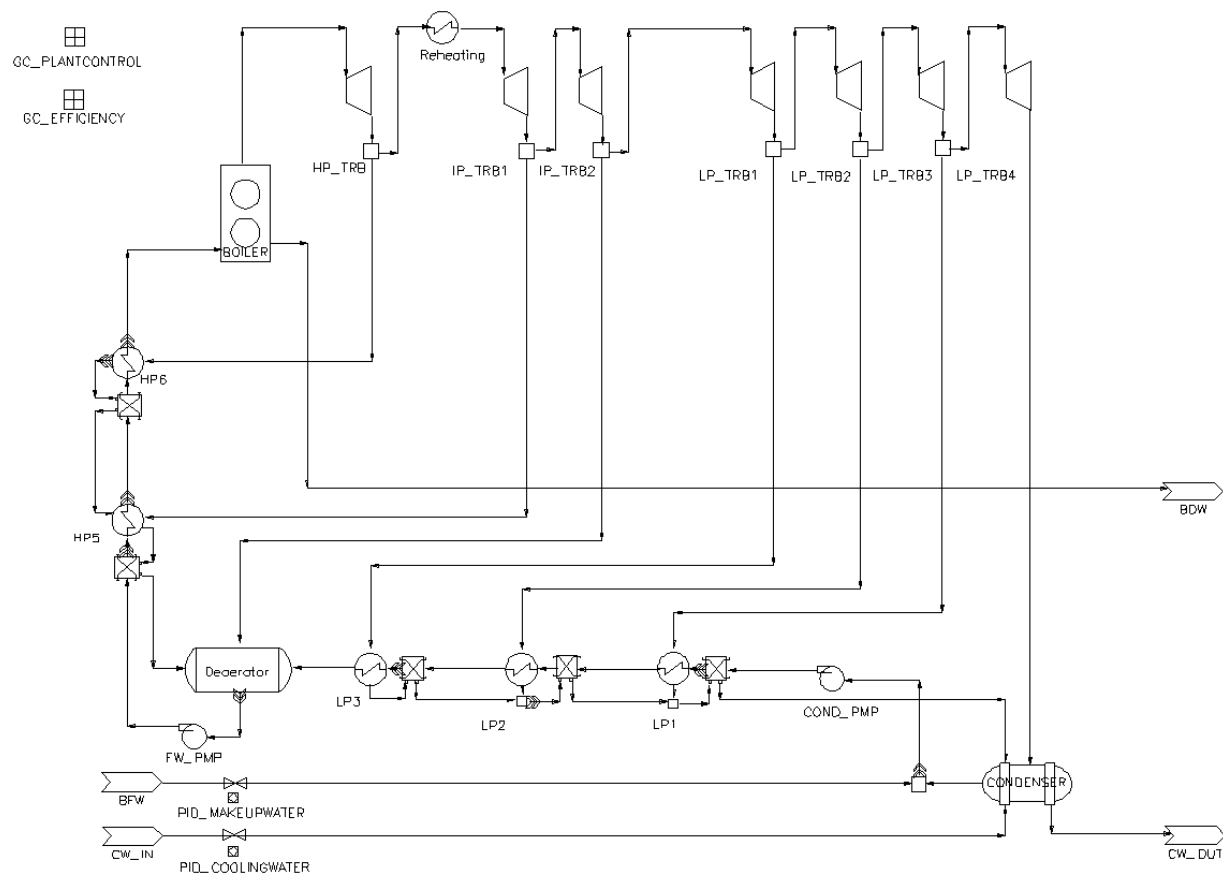 GC_PLANTCONTROL
GC_EFFICIENCY
Reheating
HP_TRB
IP_TRB1
IP_TRB2
LP_TRB1
LP_TRB2
LP_TRB3
LP_TRB4
BOILER
HP6
BDW
HP5
Deaerator
LP3
LP2
LP1
COND_PMP
FW_PMP
BFW
PID_MAKEUPWATER
CONDENSER
CW_IN
PID_COOLINGWATER
CW_OUT